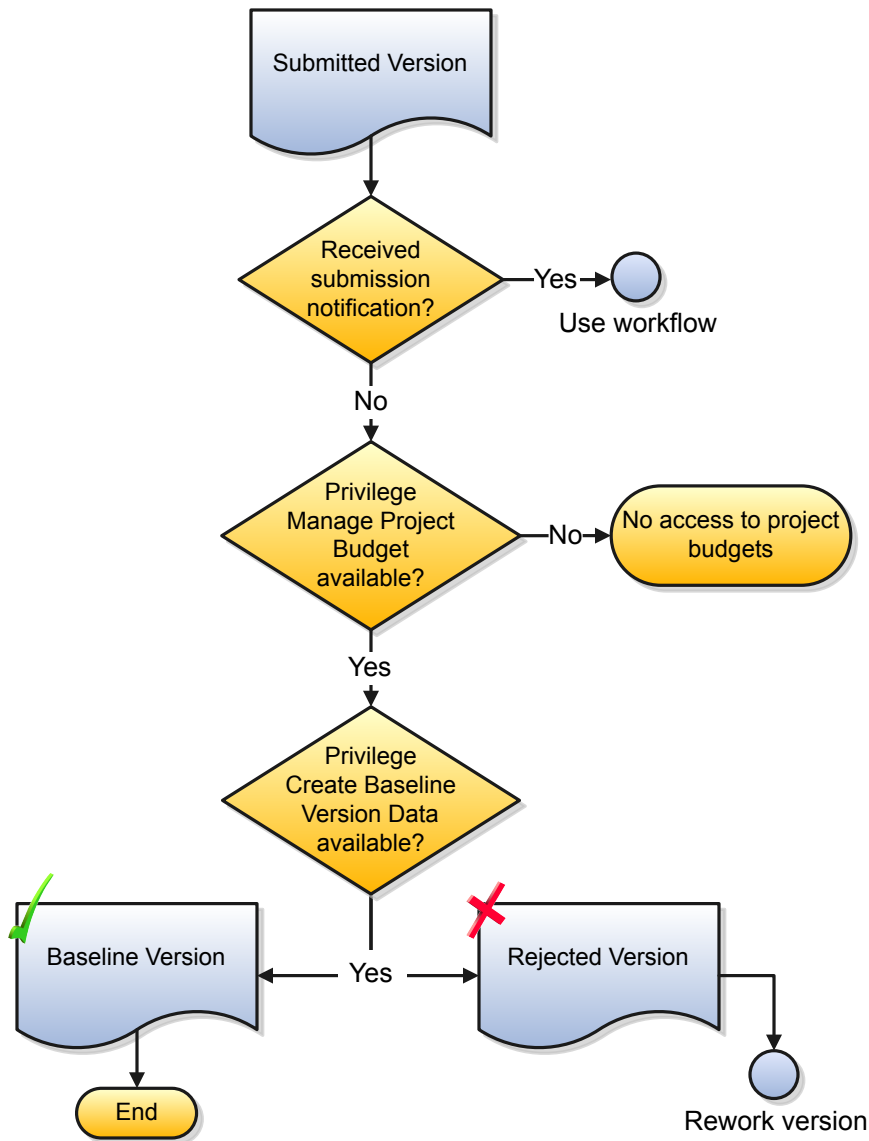 Submitted Version
Received
submission
notification?
Yes
Use workflow
No
Privilege
Manage Project
Budget
available?
No
No access to project
budgets
Yes
Privilege
Create Baseline
Version Data
available?
Baseline Version
Yes
Rejected Version
End
Rework version